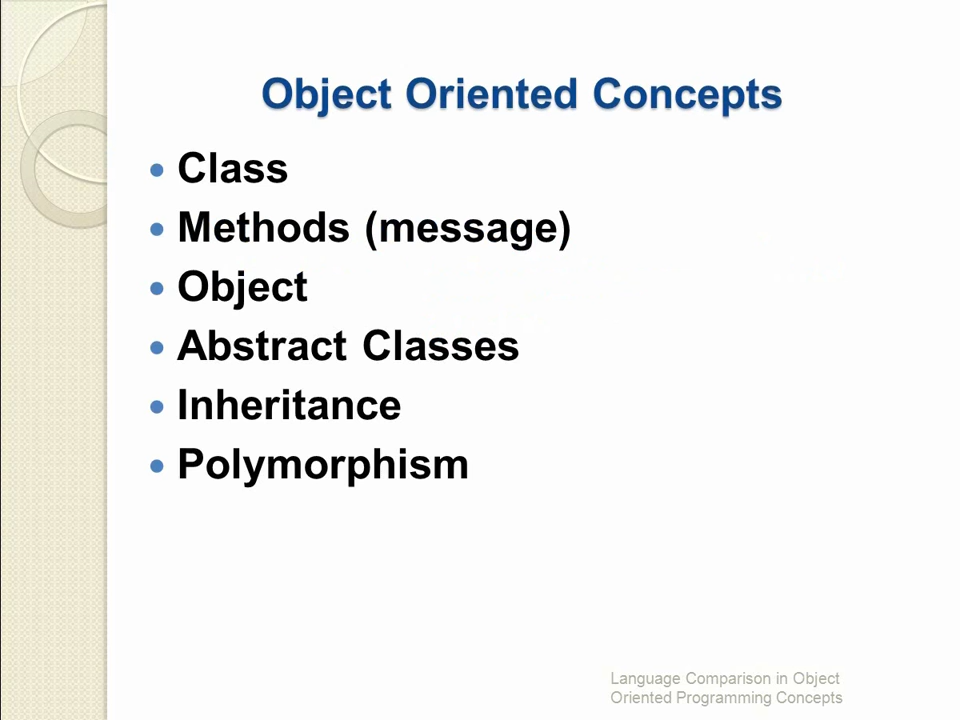 Object Oriented Concepts
Class
Methods (message)
Object
Abstract Classes
Inheritance
Polymorphism
Language Comparison in Object
Oriented Programming Concepts